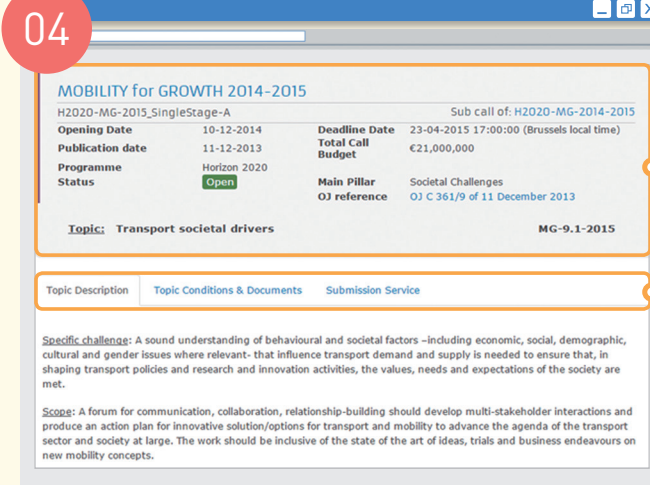 04
MOBILITY for GROWTH 2014-2015
H2020-MG-2015_SingleStage-A Sub call of: H2020-MG-2014-2015
Opening Date 10-12-2014 Deadline Date 23-04-2015 17:00:00 (Brussels local time)
Publication date 11-12-2013 Total Call Budget €21,000,000
Programme Horizon 2020
Status Open Main Pillar Societal Challenges
OJ reference OJ C 361/9 of 11 December 2013
Topic: Transport societal drivers MG-9.1-2015
Topic Description Topic Conditions & Documents Submission Service
Specific challenge: A sound understanding of behavioural and societal factors –including economic, social, demographic,
cultural and gender issues where relevant- that influence transport demand and supply is needed to ensure that, in
shaping transport policies and research and innovation activities, the values, needs and expectations of the society are
met.
Scope: A forum for communication, collaboration, relationship-building should develop multi-stakeholder interactions and
produce an action plan for innovative solution/options for transport and mobility to advance the agenda of the transport
sector and society at large. The work should be inclusive of the state of the art of ideas, trials and business endeavours on
new mobility concepts.